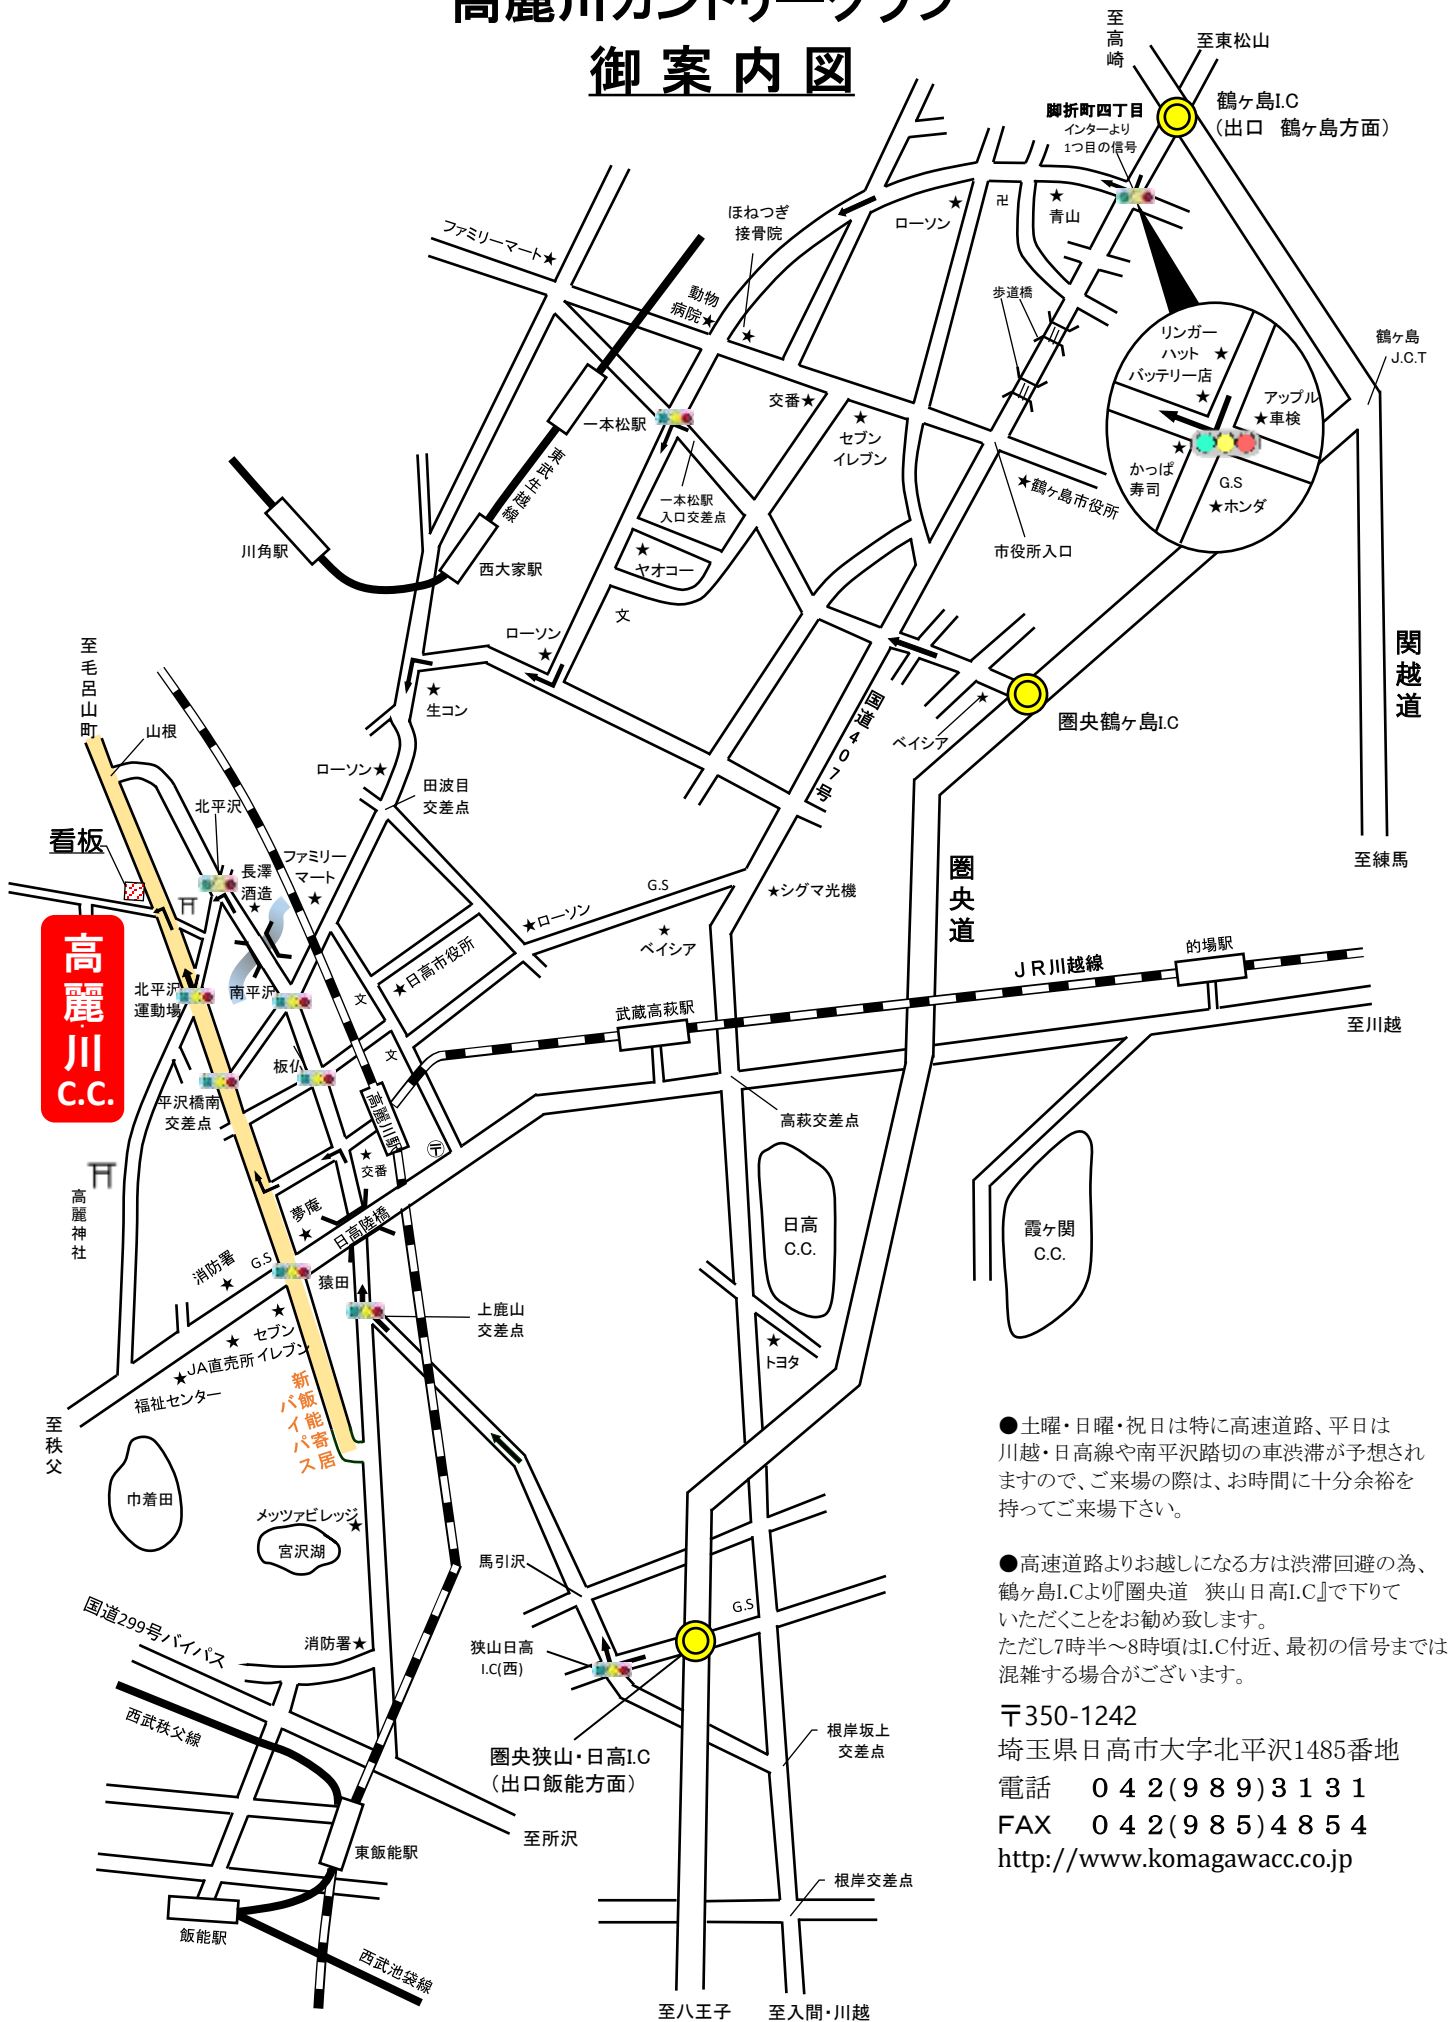 高麗川カントリークラブ
御案内図
至高崎
至東松山
鶴ヶ島I.C
(出口　鶴ヶ島方面)
脚折町四丁目
インターより
1つ目の信号
ほねつぎ
接骨院
ローソン
卍
青山
ファミリーマート★
動物
病院★
歩道橋
リンガー
ハット
バッテリー店
アップル
★車検
かっぱ
寿司
G.S
★ホンダ
鶴ヶ島
J.C.T
交番★
セブン
イレブン
一本松駅
東武生越線
一本松駅
入口交差点
★鶴ヶ島市役所
市役所入口
川角駅
西大家駅
ヤオコー
文
ローソン
生コン
関越道
至毛呂山町
山根
国道407号
ベイシア
圏央鶴ヶ島I.C
ローソン★
田波目
交差点
北平沢
看板
長澤
酒造
ファミリー
マート
至練馬
G.S
★シグマ光機
圏央道
★ローソン
ベイシア
高麗川
C.C.
★日高市役所
北平沢
運動場
南平沢
文
文
武蔵高萩駅
JR川越線
的場駅
至川越
板仏
平沢橋南
交差点
高麗川駅
〒
高萩交差点
交番
高麗神社
夢庵
日高陸橋
日高
C.C.
霞ヶ関
C.C.
消防署
G.S
猿田
上鹿山
交差点
セブン
イレブン
★JA直売所
福祉センター
トヨタ
新飯能寄居
バイパス
至秩父
巾着田
メッツァビレッジ
宮沢湖
馬引沢
G.S
国道299号バイパス
消防署★
狭山日高
I.C(西)
西武秩父線
圏央狭山・日高I.C
(出口飯能方面)
根岸坂上
交差点
至所沢
東飯能駅
根岸交差点
飯能駅
西武池袋線
至八王子
至入間・川越
●土曜・日曜・祝日は特に高速道路、平日は
川越・日高線や南平沢踏切の車渋滞が予想され
ますので、ご来場の際は、お時間に十分余裕を
持ってご来場下さい。
●高速道路よりお越しになる方は渋滞回避の為、
鶴ヶ島I.Cより『圏央道　狭山日高I.C』で下りて
いただくことをお勧め致します。
ただし7時半～8時頃はI.C付近、最初の信号までは
混雑する場合がございます。
〒350-1242
埼玉県日高市大字北平沢1485番地
電話　０４２(９８９)３１３１
FAX　０４２(９８５)４８５４
http://www.komagawacc.co.jp